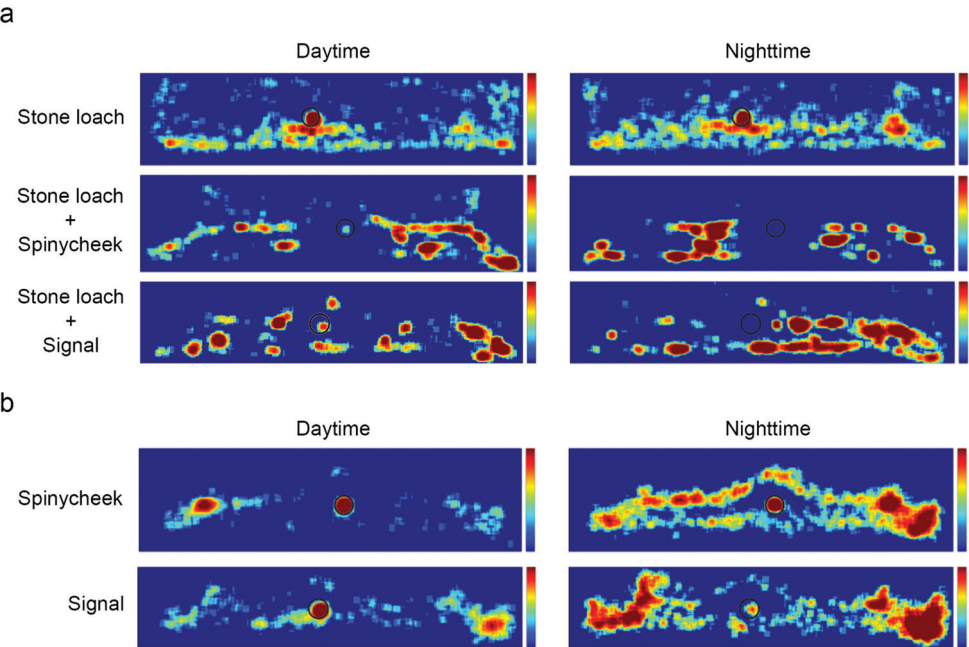 a
Daytime
Nighttime
Stone loach
Stone loach
+
Spinycheek
Stone loach
+
Signal
b
Daytime
Nighttime
Spinycheek
Signal